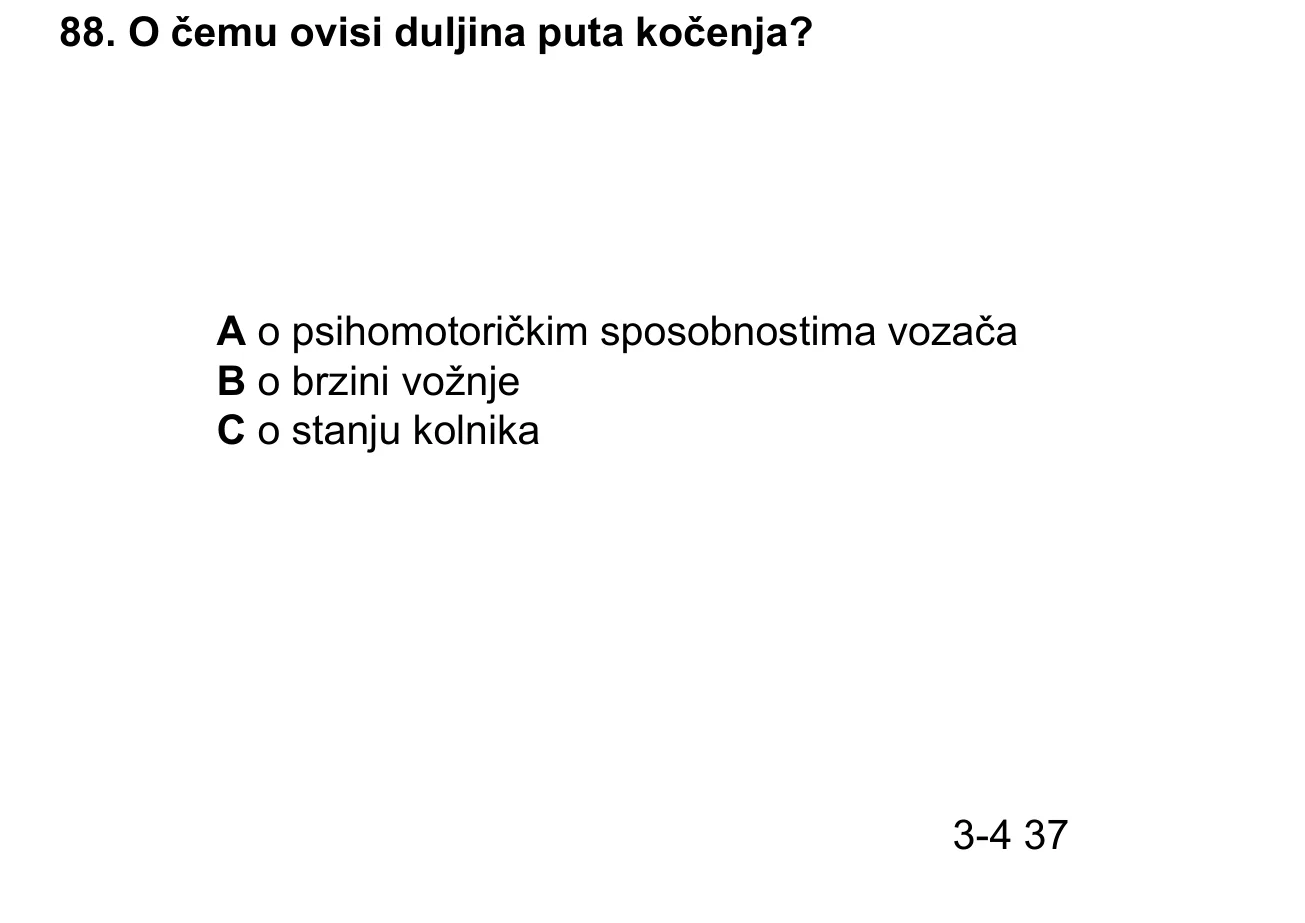 88. O čemu ovisi duljina puta kočenja?
A o psihomotoričkim sposobnostima vozača
B o brzini vožnje
C o stanju kolnika
3-4 37